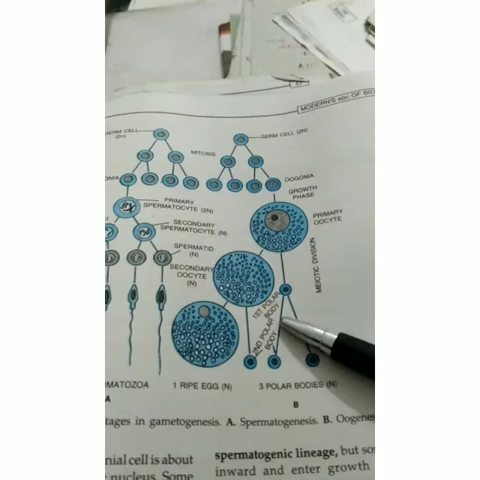 MODERN'S abc OF BIO
GERM CELL
(2n)
GERM CELL (2N)
MITOSIS
ONIA
OOGONIA
GROWTH
PHASE
PRIMARY
SPERMATOCYTE (2N)
PRIMARY
OOCYTE
SECONDARY
SPERMATOCYTE (N)
SPERMATID
(N)
SECONDARY
OOCYTE
(N)
MEIOTIC DIVISION
1ST POLAR
BODY
2ND POLAR
BODY
MATOZOA
1 RIPE EGG (N)
3 POLAR BODIES (N)
A
B
tages in gametogenesis. A. Spermatogenesis. B. Oogenes
nial cell is about
nucleus. Some
spermatogenic lineage, but so
inward and enter growth